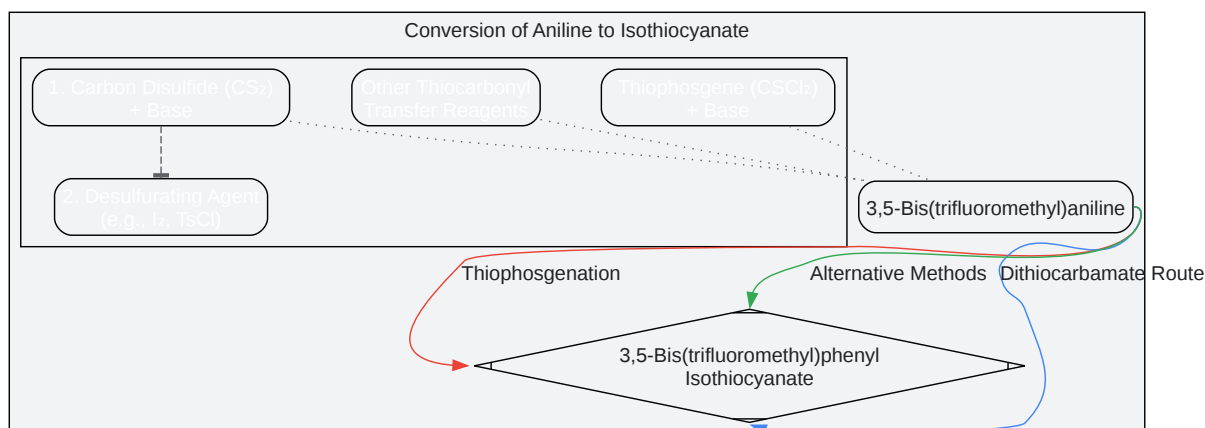 Conversion of Aniline to Isothiocyanate
1. Carbon Disulfide (CS₂)
+ Base
Other Thiocarbonyl
Transfer Reagents
Thiophosgene (CSCl₂)
+ Base
2. Desulfurating Agent
(e.g., I₂, TsCl)
3,5-Bis(trifluoromethyl)aniline
Thiophosgenation
Alternative Methods
Dithiocarbamate Route
3,5-Bis(trifluoromethyl)phenyl
Isothiocyanate